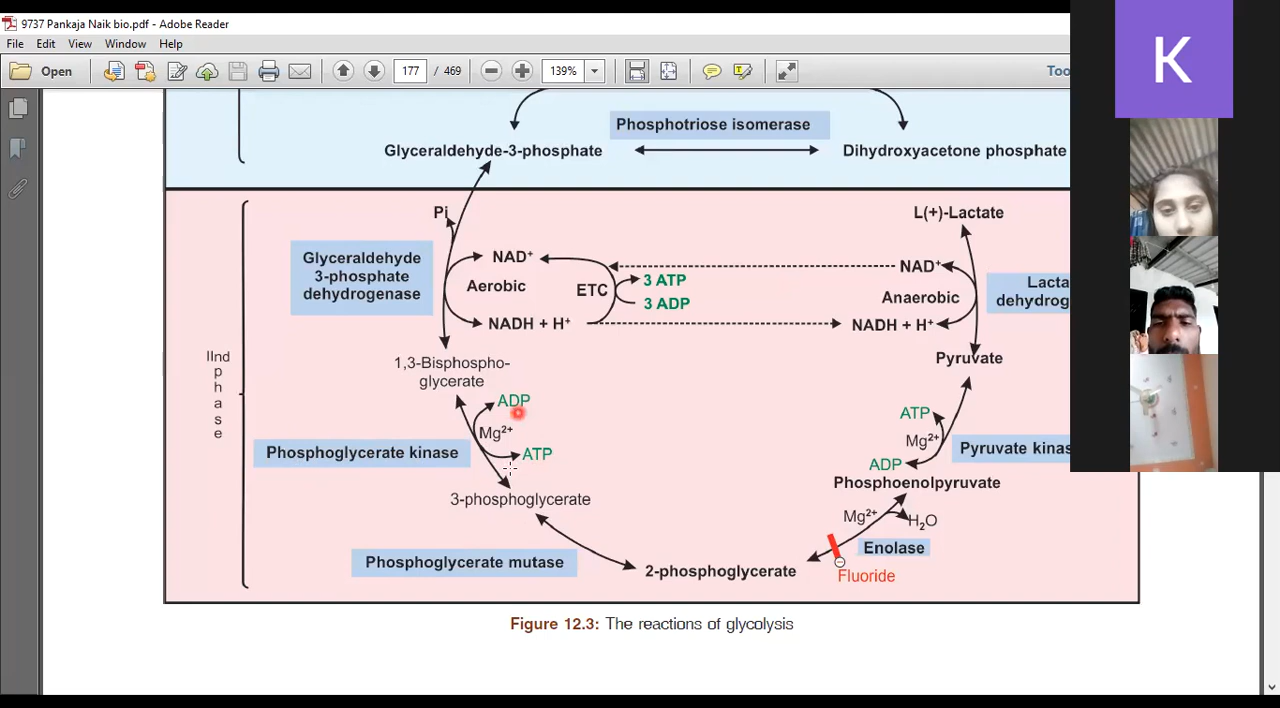 9737 Pankaja Naik bio.pdf - Adobe Reader
File Edit View Window Help
Open 177 / 469 139% Too
K
Phosphotriose isomerase
Glyceraldehyde-3-phosphate
Dihydroxyacetone phosphate
Pi
L(+)-Lactate
Glyceraldehyde
3-phosphate
dehydrogenase
NAD⁺
Aerobic
NADH + H⁺
ETC
3 ATP
3 ADP
NAD⁺
Anaerobic
NADH + H⁺
Lacta
dehydrog
IInd
p
h
a
s
e
1,3-Bisphospho-
glycerate
Pyruvate
ADP
Mg²⁺
ATP
Phosphoglycerate kinase
ATP
Mg²⁺
ADP
Pyruvate kinas
3-phosphoglycerate
Phosphoenolpyruvate
Mg²⁺
H₂O
Enolase
Phosphoglycerate mutase
2-phosphoglycerate
Fluoride
Figure 12.3: The reactions of glycolysis